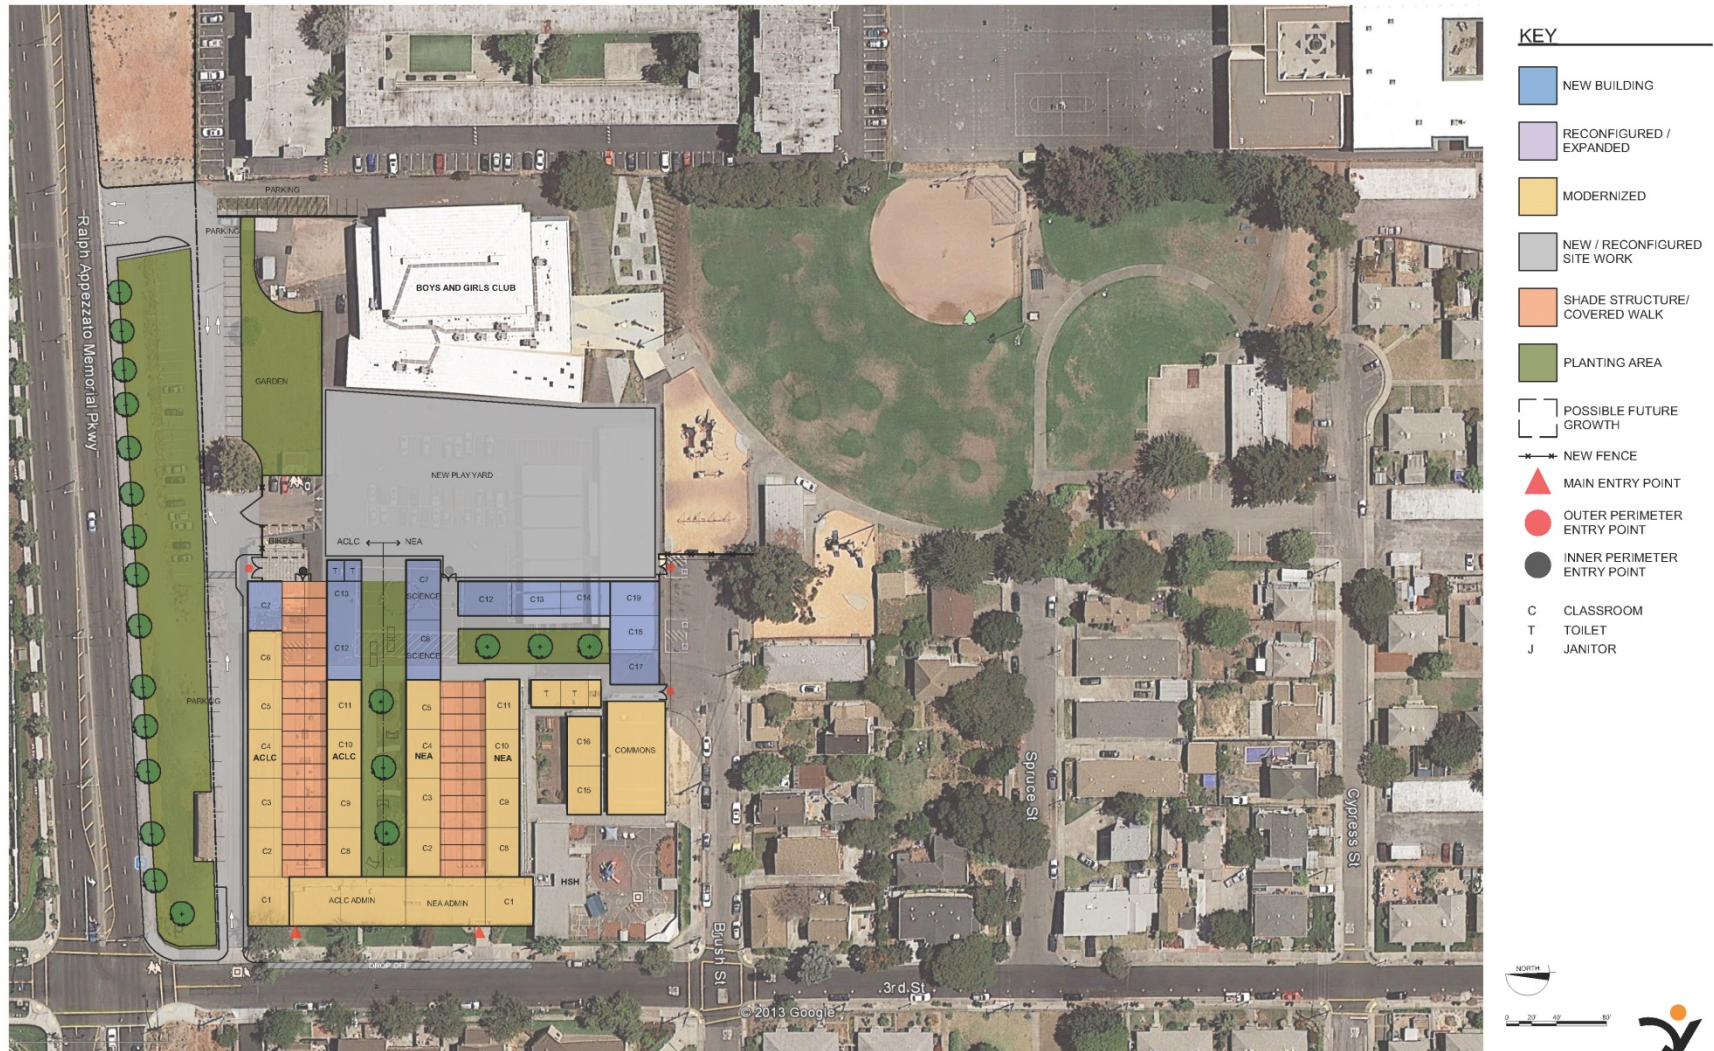 KEY
NEW BUILDING
RECONFIGURED /
EXPANDED
MODERNIZED
NEW / RECONFIGURED
SITE WORK
SHADE STRUCTURE/
COVERED WALK
PLANTING AREA
POSSIBLE FUTURE
GROWTH
NEW FENCE
MAIN ENTRY POINT
OUTER PERIMETER
ENTRY POINT
INNER PERIMETER
ENTRY POINT
C CLASSROOM
T TOILET
J JANITOR
NORTH
0 20' 40' 80'
PARKING
PARKING
Ralph Appezzato Memorial Pkwy
BOYS AND GIRLS CLUB
GARDEN
NEW PLAY YARD
BIKES
ACLC NEA
T T
C7
C13
C7
SCIENCE
C12 C13 C14 C19
C18
C12
C8
SCIENCE
C17
C6
PARKING
C5 C11 C5 C11
T T
C4
ACLC
C10
ACLC
C4
NEA
C10
NEA
C16
COMMONS
C3 C9 C3 C9
C15
C2 C8 C2 C8
HSH
C1 ACLC ADMIN NEA ADMIN C1
DROP OFF
Brush St
Spruce St
Cypress St
3rd St
© 2013 Google